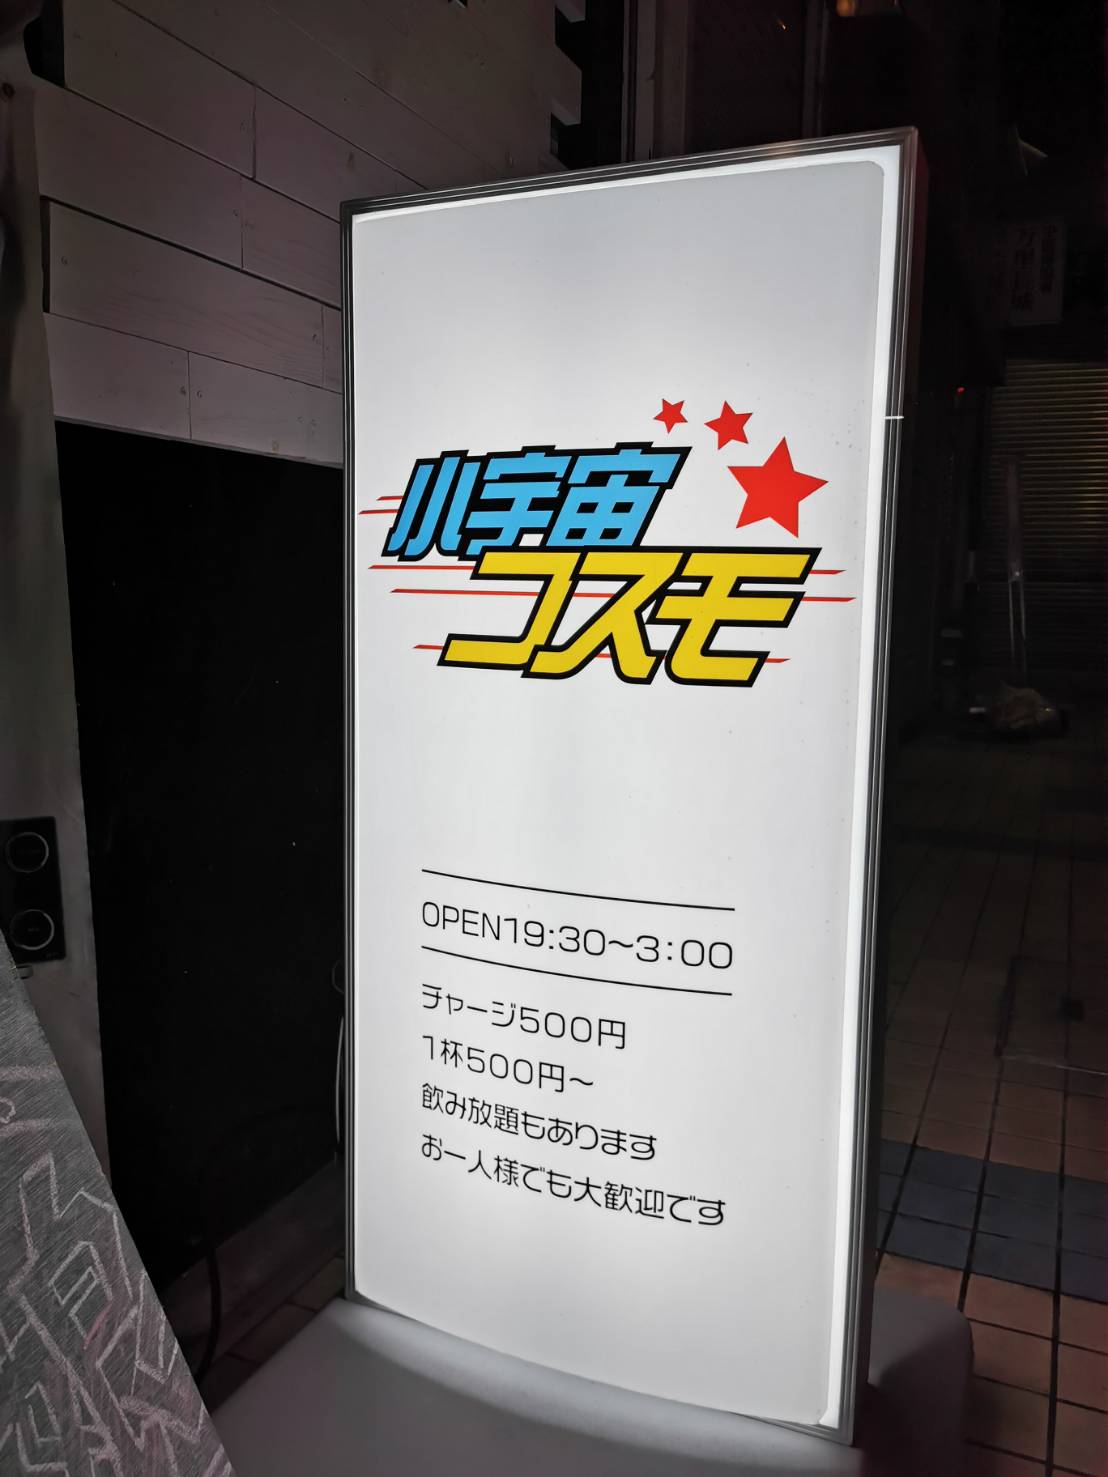 小宇宙
コスモ
OPEN19:30～3:00
チャージ500円
1杯500円～
飲み放題もあります
お一人様でも大歓迎です